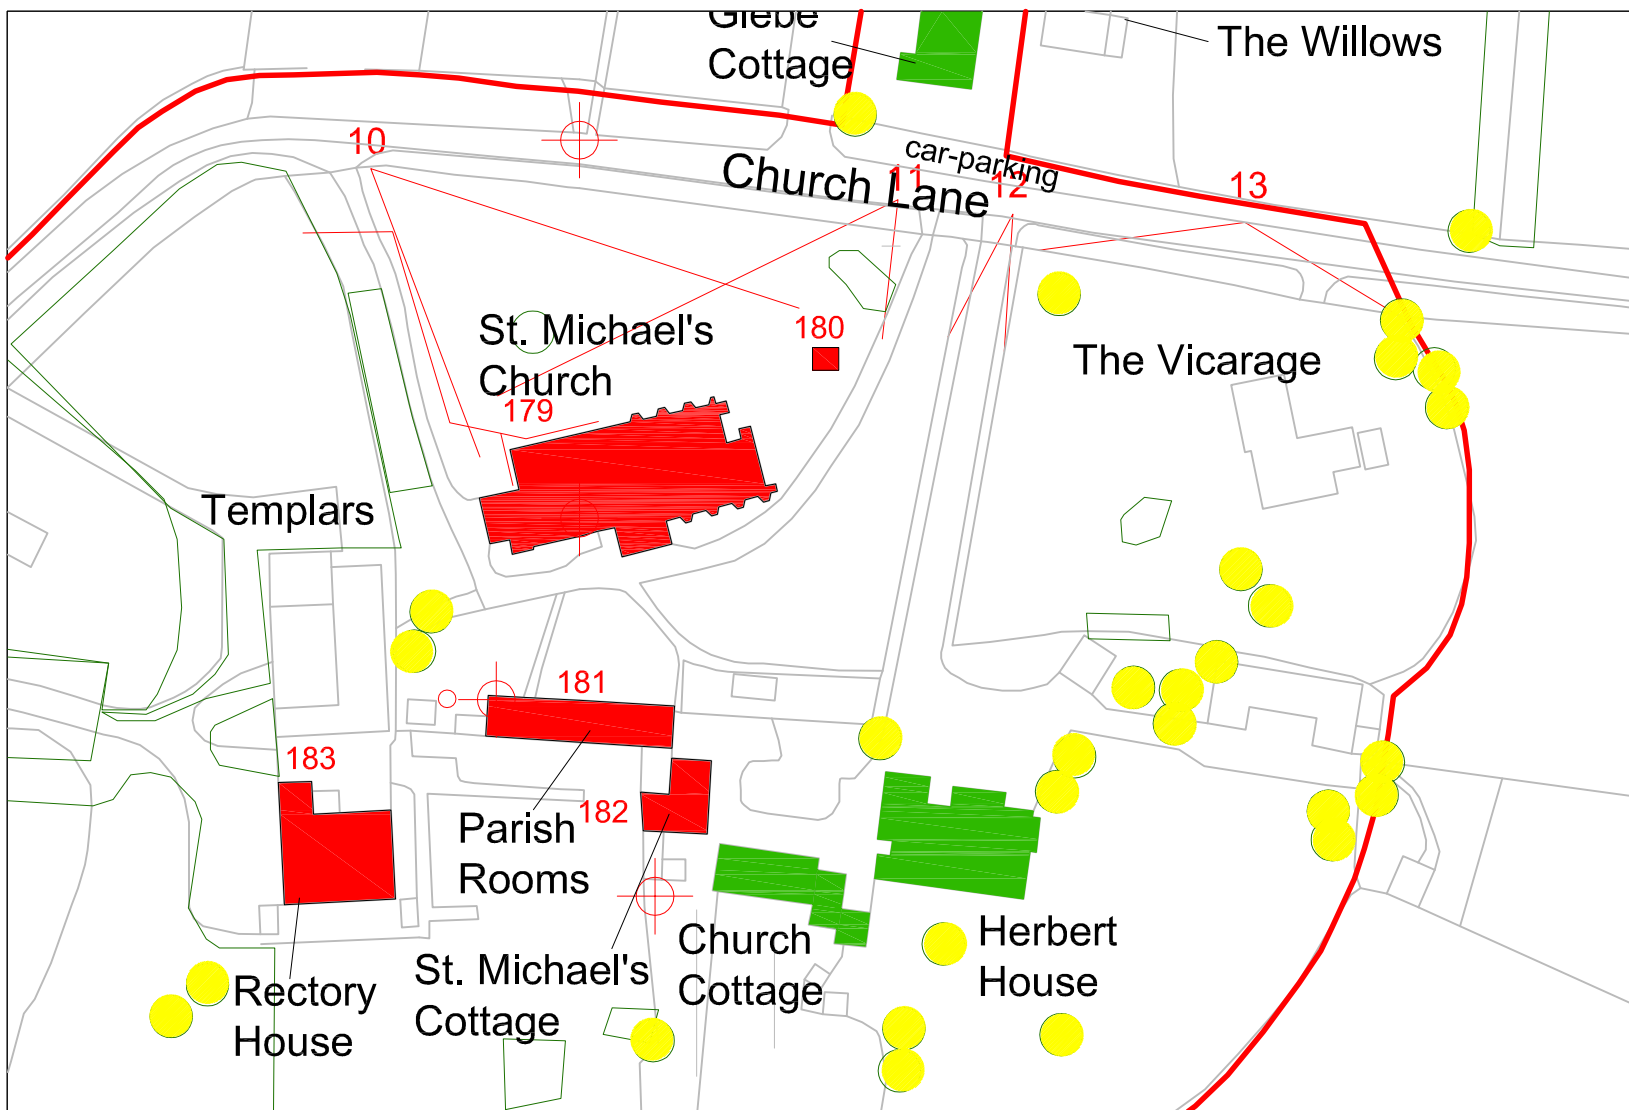 Glebe
Cottage
The Willows
10
car-parking
Church Lane
11
12
13
St. Michael's
Church
180
The Vicarage
179
Templars
181
183
182
Parish
Rooms
Church
Cottage
Herbert
House
St. Michael's
Cottage
Rectory
House